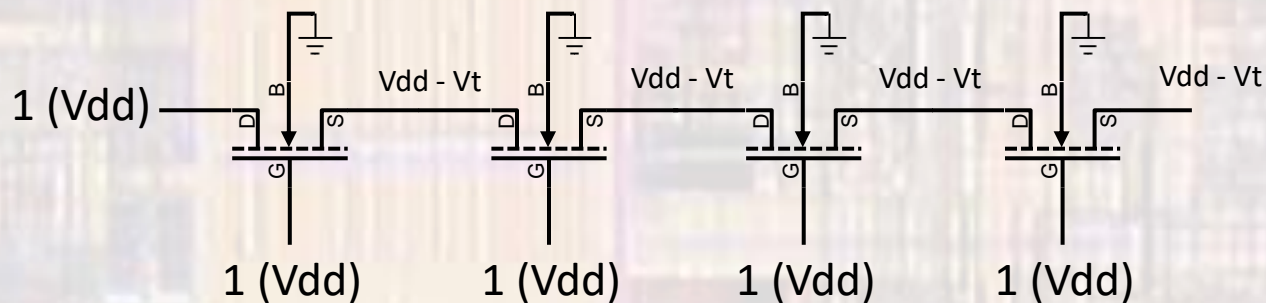 B B B B
Vdd - Vt Vdd - Vt Vdd - Vt Vdd - Vt
1 (Vdd)
D S D S D S D S
G G G G
1 (Vdd) 1 (Vdd) 1 (Vdd) 1 (Vdd)